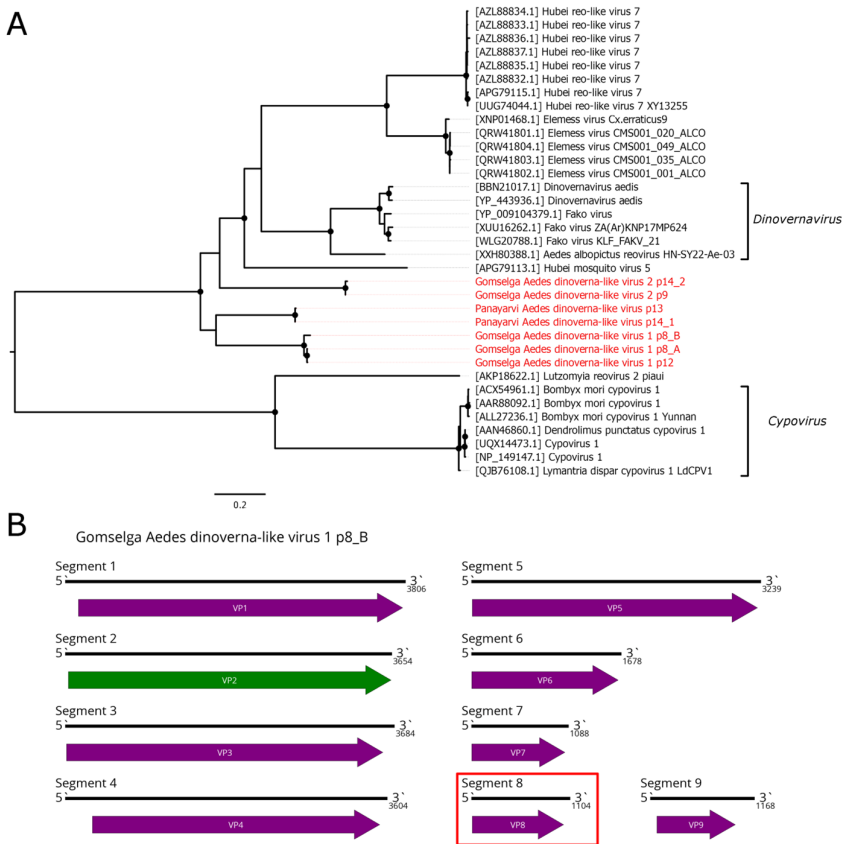 A
[AZL88834.1] Hubei reo-like virus 7
[AZL88833.1] Hubei reo-like virus 7
[AZL88836.1] Hubei reo-like virus 7
[AZL88837.1] Hubei reo-like virus 7
[AZL88835.1] Hubei reo-like virus 7
[AZL88832.1] Hubei reo-like virus 7
[APG79115.1] Hubei reo-like virus 7
[UUG74044.1] Hubei reo-like virus 7 XY13255
[XNP01468.1] Elemess virus Cx.erraticus9
[QRW41801.1] Elemess virus CMS001_020_ALCO
[QRW41804.1] Elemess virus CMS001_049_ALCO
[QRW41803.1] Elemess virus CMS001_035_ALCO
[QRW41802.1] Elemess virus CMS001_001_ALCO
[BBN21017.1] Dinovernavirus aedis
[YP_443936.1] Dinovernavirus aedis
[YP_009104379.1] Fako virus
[XUU16262.1] Fako virus ZA(Ar)KNP17MP624
[WLG20788.1] Fako virus KLF_FAKV_21
[XXH80388.1] Aedes albopictus reovirus HN-SY22-Ae-03
Dinovernavirus
[APG79113.1] Hubei mosquito virus 5
Gomselga Aedes dinoverna-like virus 2 p14_2
Gomselga Aedes dinoverna-like virus 2 p9
Panayarvi Aedes dinoverna-like virus p13
Panayarvi Aedes dinoverna-like virus p14_1
Gomselga Aedes dinoverna-like virus 1 p8_B
Gomselga Aedes dinoverna-like virus 1 p8_A
Gomselga Aedes dinoverna-like virus 1 p12
[AKP18622.1] Lutzomyia reovirus 2 piaui
[ACX54961.1] Bombyx mori cypovirus 1
[AAR88092.1] Bombyx mori cypovirus 1
[ALL27236.1] Bombyx mori cypovirus 1 Yunnan
[AAN46860.1] Dendrolimus punctatus cypovirus 1
[UQX14473.1] Cypovirus 1
[NP_149147.1] Cypovirus 1
[QJB76108.1] Lymantria dispar cypovirus 1 LdCPV1
Cypovirus
0.2
B
Gomselga Aedes dinoverna-like virus 1 p8_B
Segment 1
5` 3`
3806
VP1
Segment 5
5` 3`
3239
VP5
Segment 2
5` 3`
3654
VP2
Segment 6
5` 3`
1678
VP6
Segment 3
5` 3`
3684
VP3
Segment 7
5` 3`
1088
VP7
Segment 4
5` 3`
3604
VP4
Segment 8
5` 3`
1104
VP8
Segment 9
5` 3`
1168
VP9